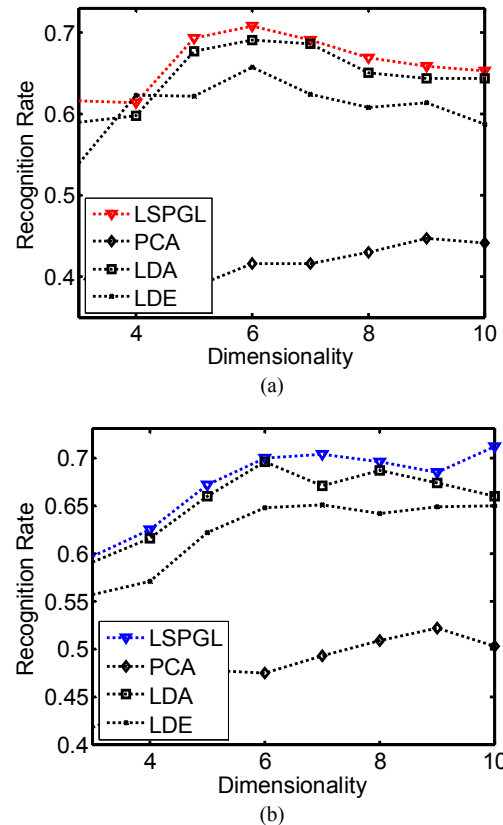 0.7
0.6
0.5
0.4
Recognition Rate
LSPGL
PCA
LDA
LDE
4 6 8 10
Dimensionality
(a)
0.7
0.65
0.6
0.55
0.5
0.45
0.4
Recognition Rate
LSPGL
PCA
LDA
LDE
4 6 8 10
Dimensionality
(b)